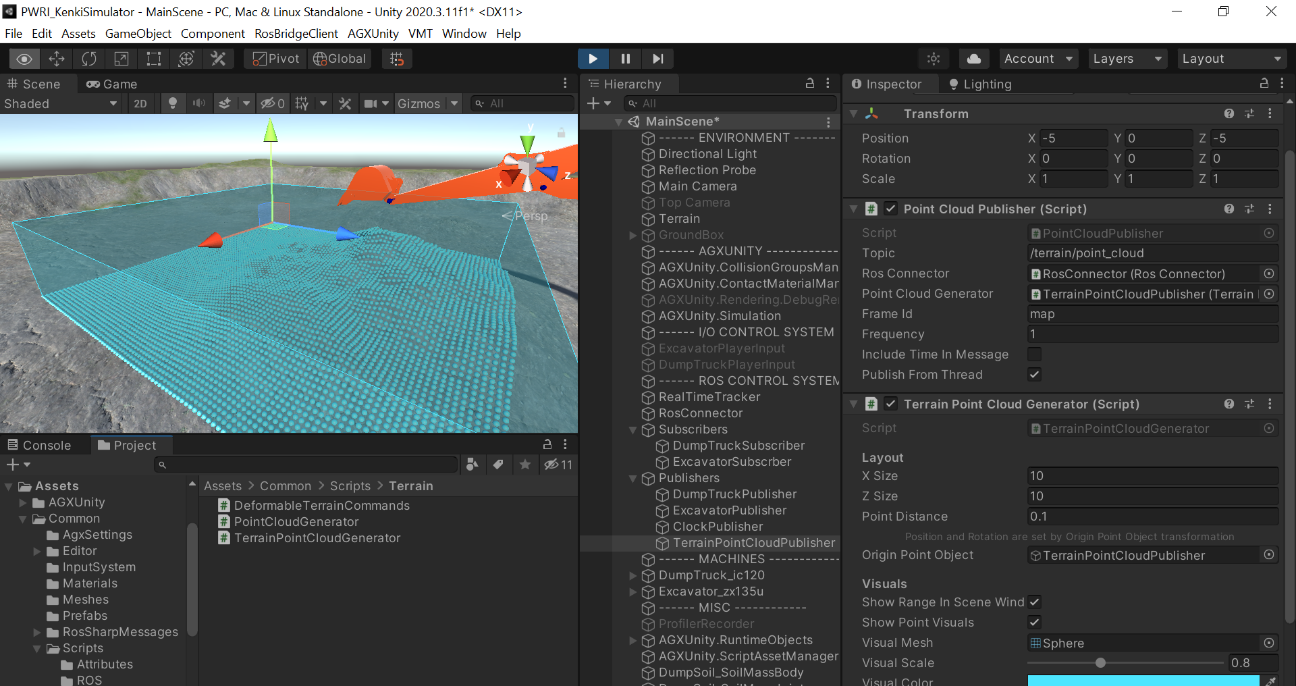 PWRI_KenkiSimulator - MainScene - PC, Mac & Linux Standalone - Unity 2020.3.11f1* <DX11>
File Edit Assets GameObject Component RosBridgeClient AGXUnity VMT Window Help
Pivot Global Account Layers Layout
Scene Game
Shaded 2D 0 Gizmos All
y
x
z
Persp
Console Project
11
Assets
AGXUnity
Common
AgxSettings
Editor
InputSystem
Materials
Meshes
Prefabs
RosSharpMessages
Scripts
Attributes
ROS
Assets > Common > Scripts > Terrain
DeformableTerrainCommands
PointCloudGenerator
TerrainPointCloudGenerator
Hierarchy
All
MainScene*
------ ENVIRONMENT -------
Directional Light
Reflection Probe
Main Camera
Top Camera
Terrain
GroundBox
------ AGXUNITY ------------
AGXUnity.CollisionGroupsMan
AGXUnity.ContactMaterialMan
AGXUnity.Rendering.DebugRe
AGXUnity.Simulation
------ I/O CONTROL SYSTEM
ExcavatorPlayerInput
DumpTruckPlayerInput
------ ROS CONTROL SYSTEM
RealTimeTracker
RosConnector
Subscribers
DumpTruckSubscriber
ExcavatorSubscrber
Publishers
DumpTruckPublisher
ExcavatorPublisher
ClockPublisher
TerrainPointCloudPublisher
------ MACHINES ------------
DumpTruck_ic120
Excavator_zx135u
------ MISC ------------
ProfilerRecorder
AGXUnity.RuntimeObjects
AGXUnity.ScriptAssetManager
DumpSoil_SoilMassBody
Inspector Lighting
Transform
Position X -5 Y 0 Z -5
Rotation X 0 Y 0 Z 0
Scale X 1 Y 1 Z 1
Point Cloud Publisher (Script)
Script PointCloudPublisher
Topic /terrain/point_cloud
Ros Connector RosConnector (Ros Connector)
Point Cloud Generator TerrainPointCloudPublisher (Terrain
Frame Id map
Frequency 1
Include Time In Message
Publish From Thread
Terrain Point Cloud Generator (Script)
Script TerrainPointCloudGenerator
Layout
X Size 10
Z Size 10
Point Distance 0.1
Position and Rotation are set by Origin Point Object transformation
Origin Point Object TerrainPointCloudPublisher
Visuals
Show Range In Scene Wind
Show Point Visuals
Visual Mesh Sphere
Visual Scale 0.8
Visual Color